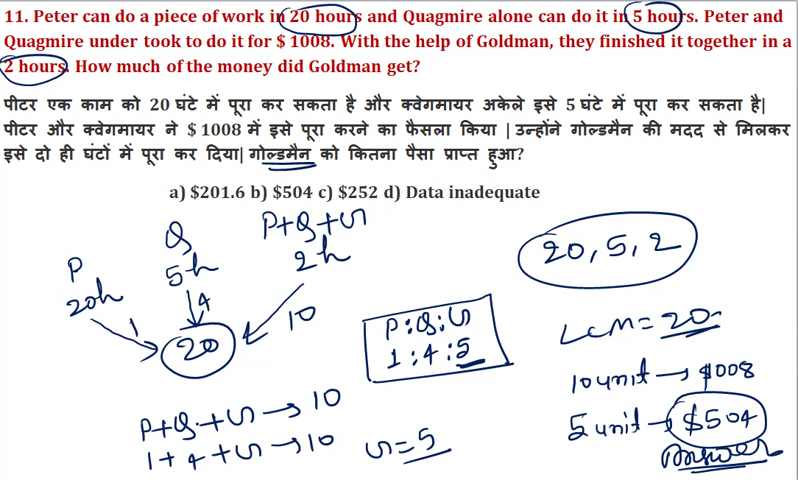 11. Peter can do a piece of work in 20 hours and Quagmire alone can do it in 5 hours. Peter and
Quagmire under took to do it for $ 1008. With the help of Goldman, they finished it together in a
2 hours. How much of the money did Goldman get?
पीटर एक काम को 20 घंटे में पूरा कर सकता है और क्वेगमायर अकेले इसे 5 घंटे में पूरा कर सकता है|
पीटर और क्वेगमायर ने $ 1008 में इसे पूरा करने का फैसला किया | उन्होंने गोल्डमैन की मदद से मिलकर
इसे दो ही घंटों में पूरा कर दिया| गोल्डमैन को कितना पैसा प्राप्त हुआ?
a) $201.6 b) $504 c) $252 d) Data inadequate
P
20h
Q
5h
P+Q+G
2h
1
4
10
20
P:Q:G
1:4:5
20, 5, 2
LCM = 20
10 unit → $1008
5 unit → $504
Answer
P+Q+G → 10
1+4+G → 10
G = 5